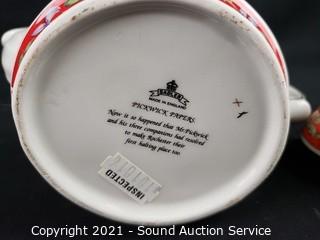 SADLER
MADE IN ENGLAND
PICKWICK PAPERS
Now it so happened that Mr. Pickwick
and his three companions had resolved
to make Rochester their
first halting place too
INSPECTED
Copyright 2021 - Sound Auction Service